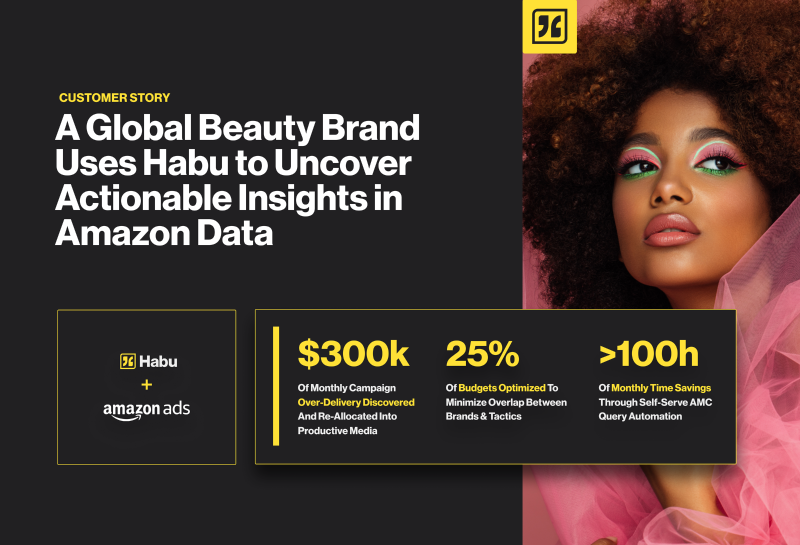 CUSTOMER STORY
A Global Beauty Brand
Uses Habu to Uncover
Actionable Insights in
Amazon Data
Habu
+
amazon ads
$300k
Of Monthly Campaign
Over-Delivery Discovered
And Re-Allocated Into
Productive Media
25%
Of Budgets Optimized To
Minimize Overlap Between
Brands & Tactics
>100h
Of Monthly Time Savings
Through Self-Serve AMC
Query Automation